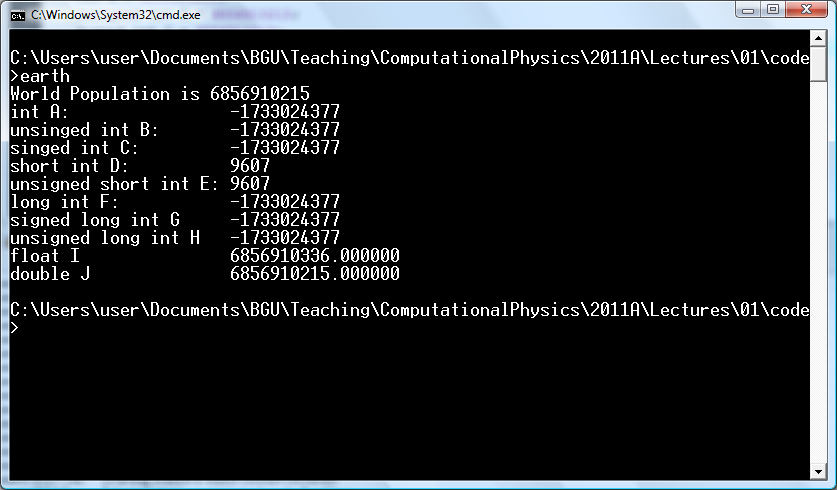 C:\Windows\System32\cmd.exe
C:\Users\user\Documents\BGU\Teaching\ComputationalPhysics\2011A\Lectures\01\code
>earth
World Population is 6856910215
int A: -1733024377
unsinged int B: -1733024377
singed int C: -1733024377
short int D: 9607
unsigned short int E: 9607
long int F: -1733024377
signed long int G -1733024377
unsigned long int H -1733024377
float I 6856910336.000000
double J 6856910215.000000
C:\Users\user\Documents\BGU\Teaching\ComputationalPhysics\2011A\Lectures\01\code
>